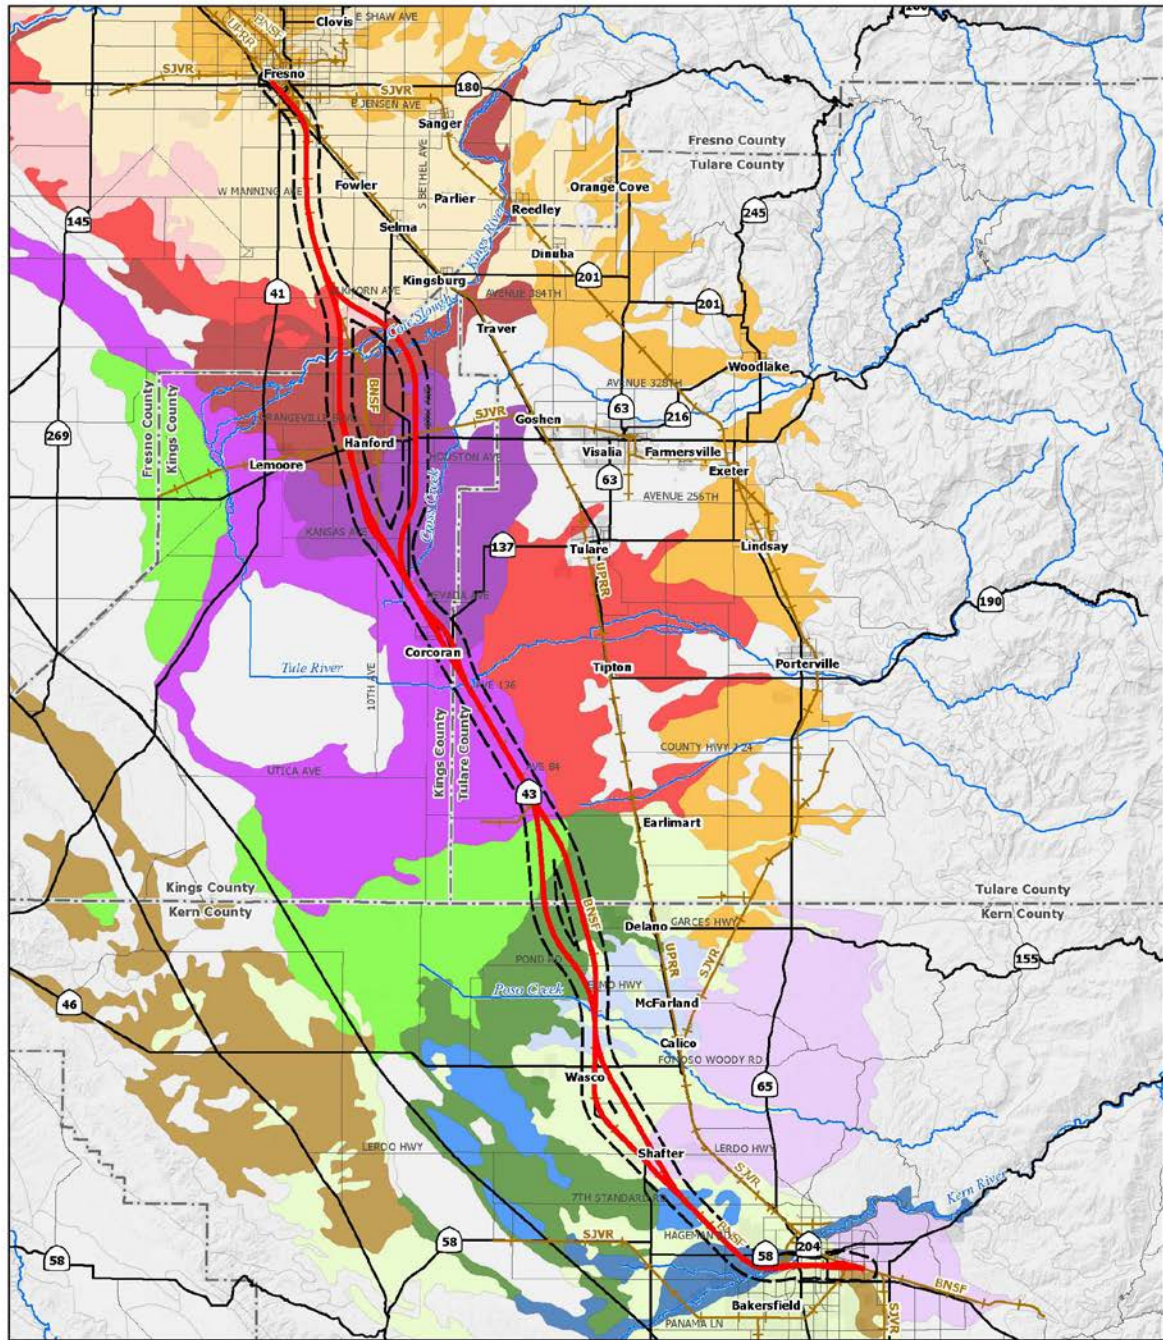 180
Clovis
E SHAW AVE
BNSF
UPRR
SJVR
Fresno
180
SJVR
E JENSEN AVE
Sanger
Fresno County
Tulare County
S BETHEL AVE
W MANNING AVE
Fowler
Parlier
Orange Cove
Reedley
245
145
Selma
Kings River
Dinuba
Kingsburg
201
41
ELKHORN AVE
AVENUE 384TH
201
Cole Slough
Traver
Woodlake
AVENUE 328TH
BNSF
Fresno County
Kings County
SJVR
Goshen
63
216
269
Hanford
Visalia
Farmersville
Lemoore
HOUSTON AVE
Exeter
63
AVENUE 256TH
Cross Creek
KANSAS AVE
137
Tulare
Lindsay
UPRR
NEVADA AVE
190
Corcoran
Tule River
Tipton
Porterville
10TH AVE
AVE 136
Kings County
Tulare County
COUNTY HWY J 24
UTICA AVE
AVE 84
43
Earlimart
Kings County
Kern County
Tulare County
Kern County
BNSF
Delano
GARCES HWY
UPRR
SJVR
155
POND RD
Poso Creek
ELMO HWY
McFarland
46
Calico
Wasco
65
LERDO HWY
Shafter
LERDO HWY
SJVR
Kern River
7TH STANDARD RD
SJVR
HAGEMAN RD
BNSF
58
58
58
204
BNSF
Bakersfield
SJVR
PANAMA LN